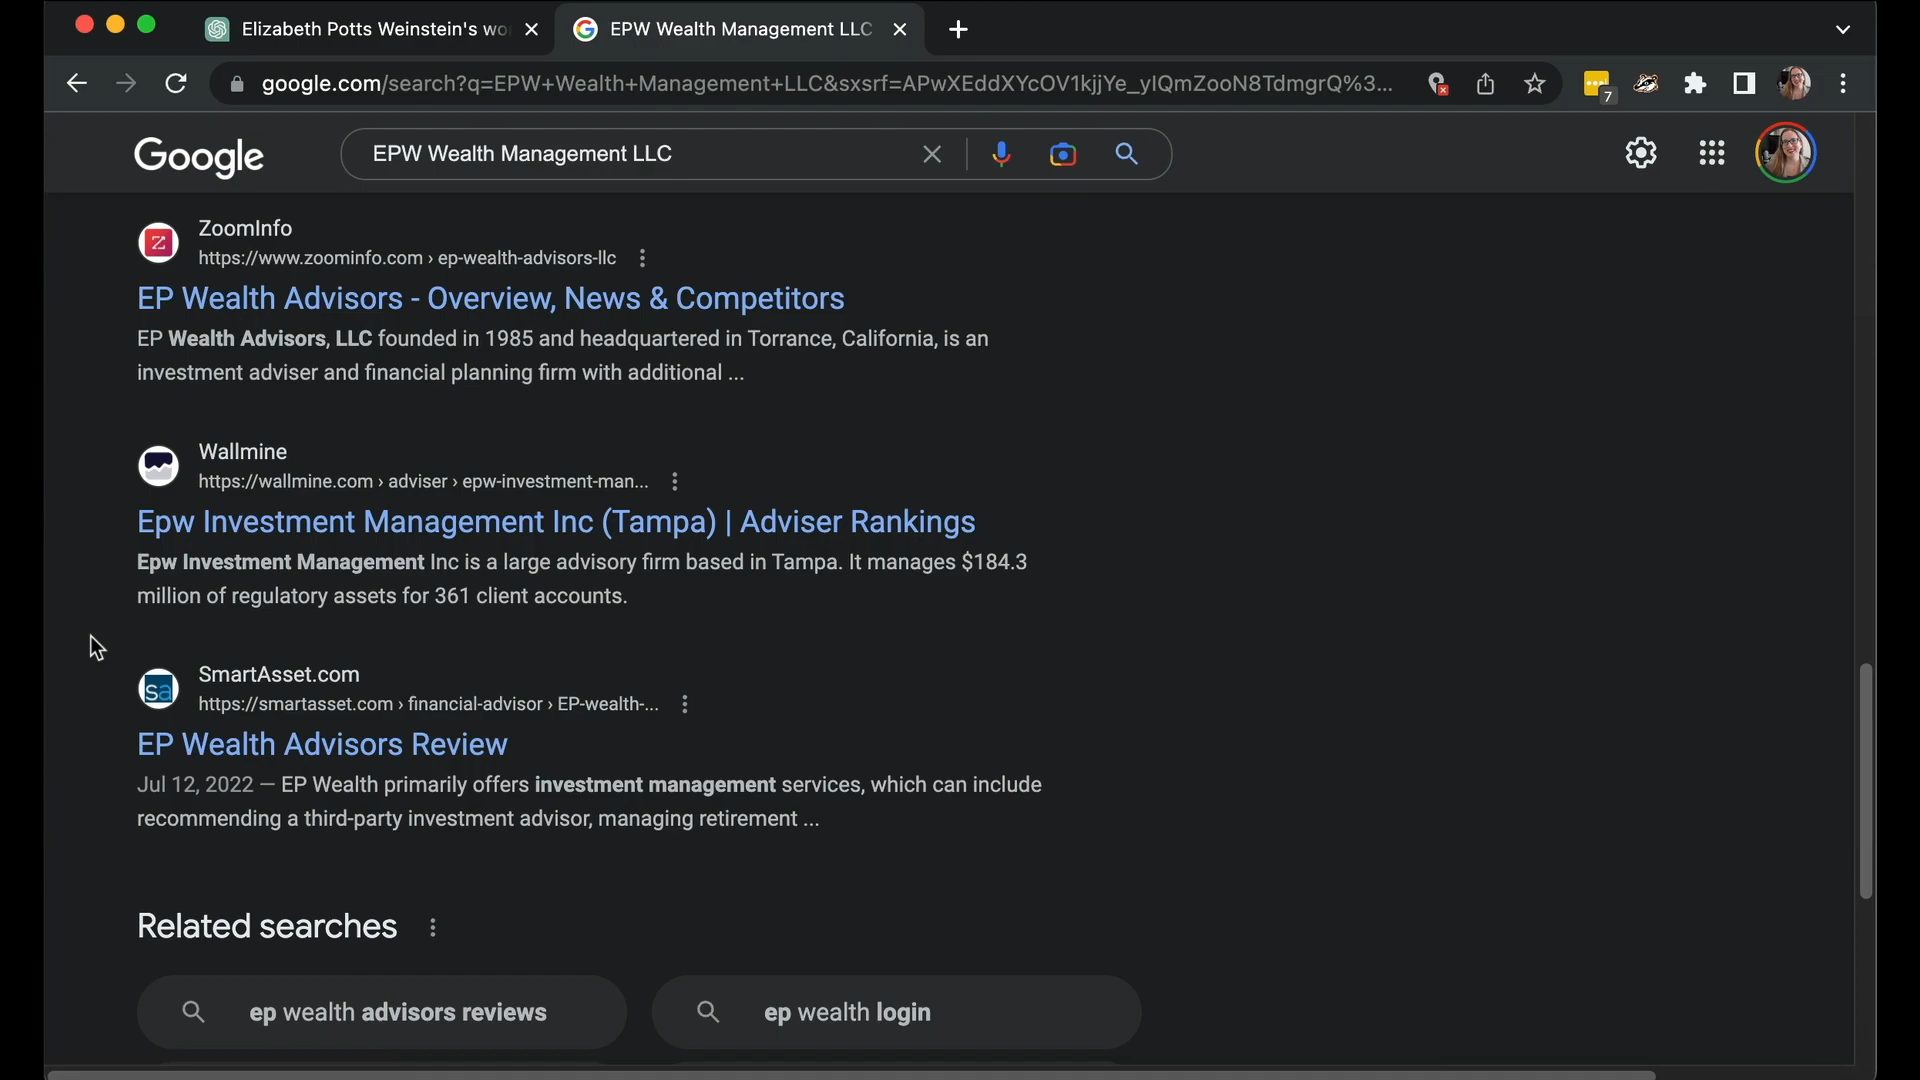 Elizabeth Potts Weinstein's wo
EPW Wealth Management LLC
google.com/search?q=EPW+Wealth+Management+LLC&sxsrf=APwXEddXYcOV1kjjYe_yIQmZooN8TdmgrQ%3...
7
Google
EPW Wealth Management LLC
ZoomInfo
https://www.zoominfo.com › ep-wealth-advisors-llc
EP Wealth Advisors - Overview, News & Competitors
EP Wealth Advisors, LLC founded in 1985 and headquartered in Torrance, California, is an
investment adviser and financial planning firm with additional ...
Wallmine
https://wallmine.com › adviser › epw-investment-man...
Epw Investment Management Inc (Tampa) | Adviser Rankings
Epw Investment Management Inc is a large advisory firm based in Tampa. It manages $184.3
million of regulatory assets for 361 client accounts.
sa
SmartAsset.com
https://smartasset.com › financial-advisor › EP-wealth-...
EP Wealth Advisors Review
Jul 12, 2022 — EP Wealth primarily offers investment management services, which can include
recommending a third-party investment advisor, managing retirement ...
Related searches
ep wealth advisors reviews
ep wealth login